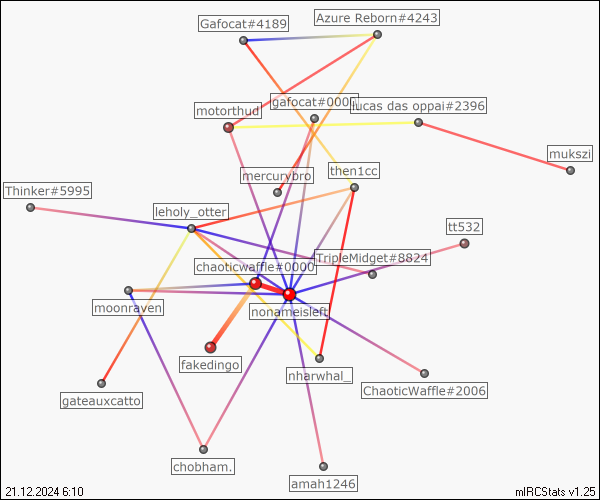 Azure Reborn#4243
Gafocat#4189
gafocat#0000
lucas das oppai#2396
motorthud
mukszi
mercurybro
then1cc
Thinker#5995
leholy_otter
tt532
TripleMidget#8824
chaoticwaffle#0000
moonraven
nonameisleft
fakedingo
nharwhal_
ChaoticWaffle#2006
gateauxcatto
chobham.
amah1246
21.12.2024 6:10
mIRCStats v1.25